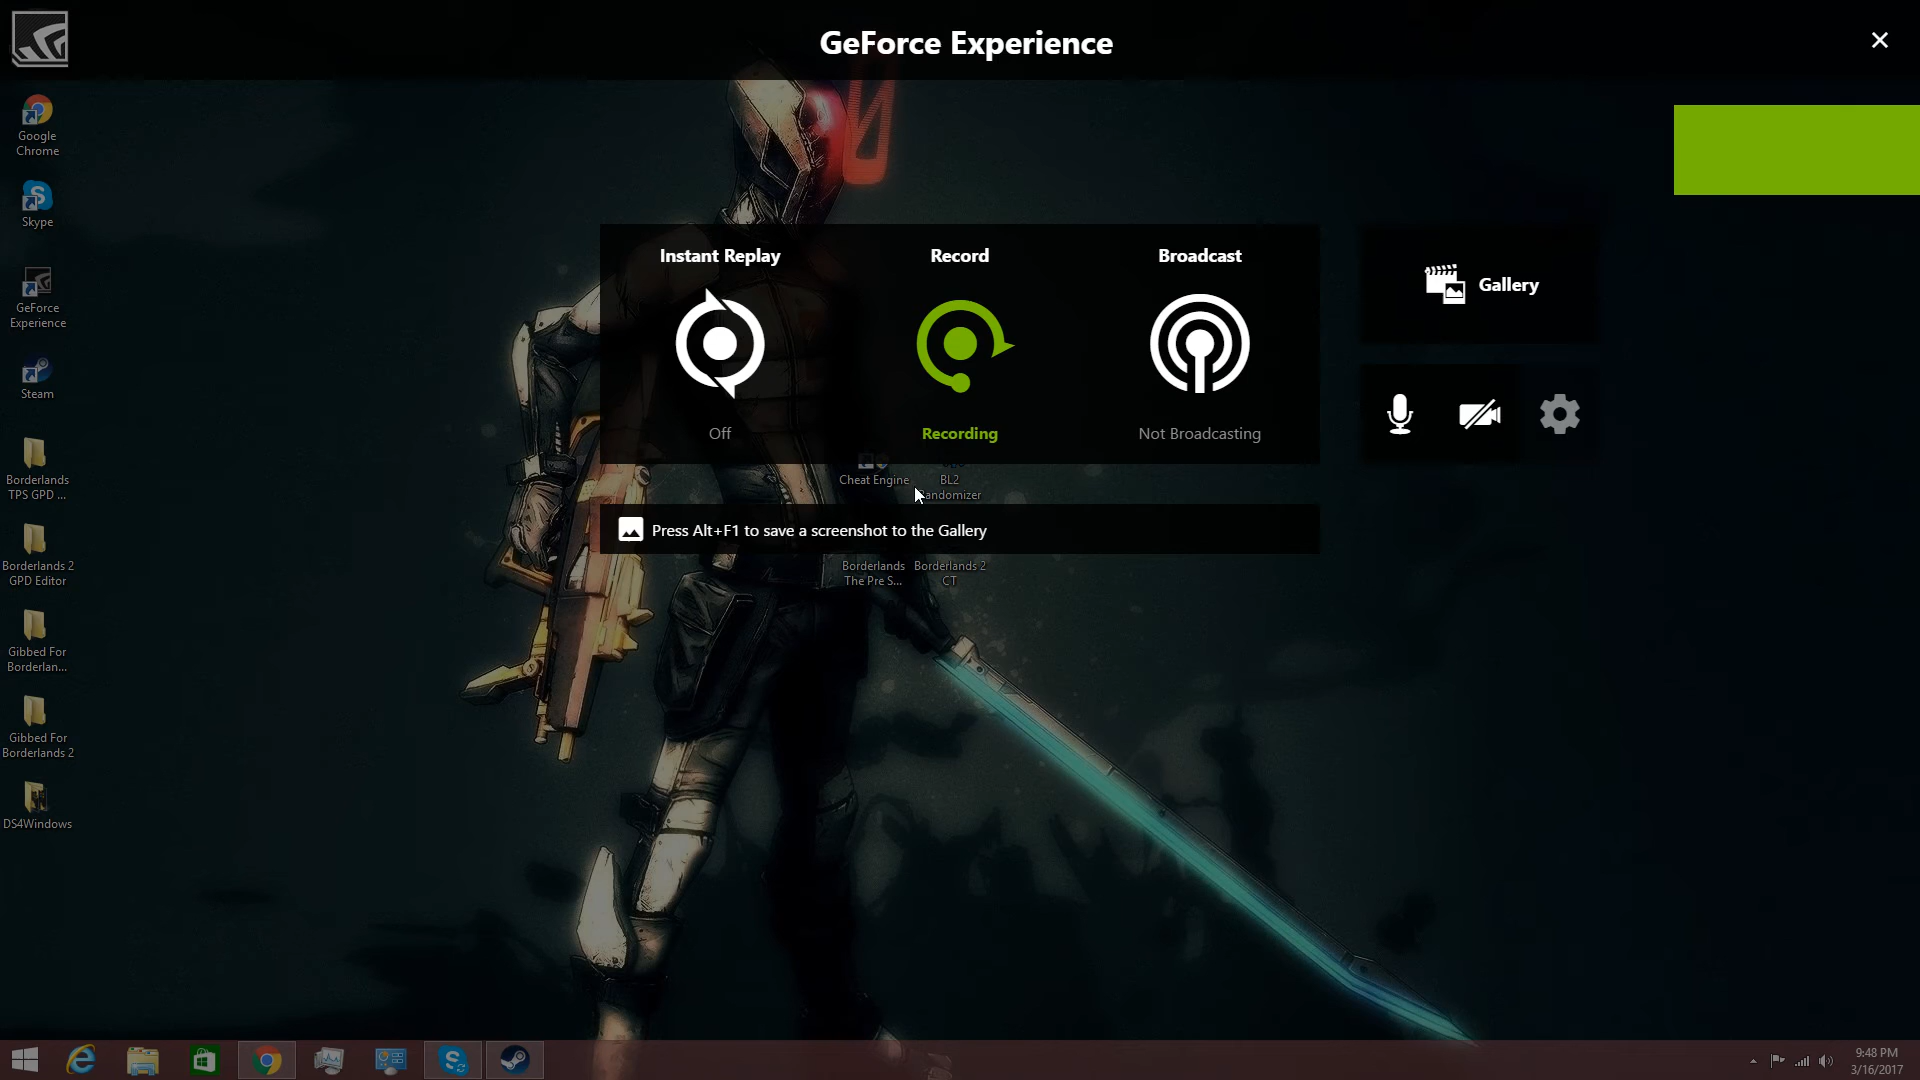 GeForce Experience
Google
Chrome
Skype
GeForce
Experience
Steam
Borderlands
TPS GPD ...
Borderlands 2
GPD Editor
Gibbed For
Borderlan...
Gibbed For
Borderlands 2
DS4Windows
Instant Replay
Off
Record
Recording
Broadcast
Not Broadcasting
Gallery
Cheat Engine
BL2
Press Alt+F1 to save a screenshot to the Gallery
Borderlands
The Pre S...
Borderlands 2
CT
9:48 PM
3/16/2017